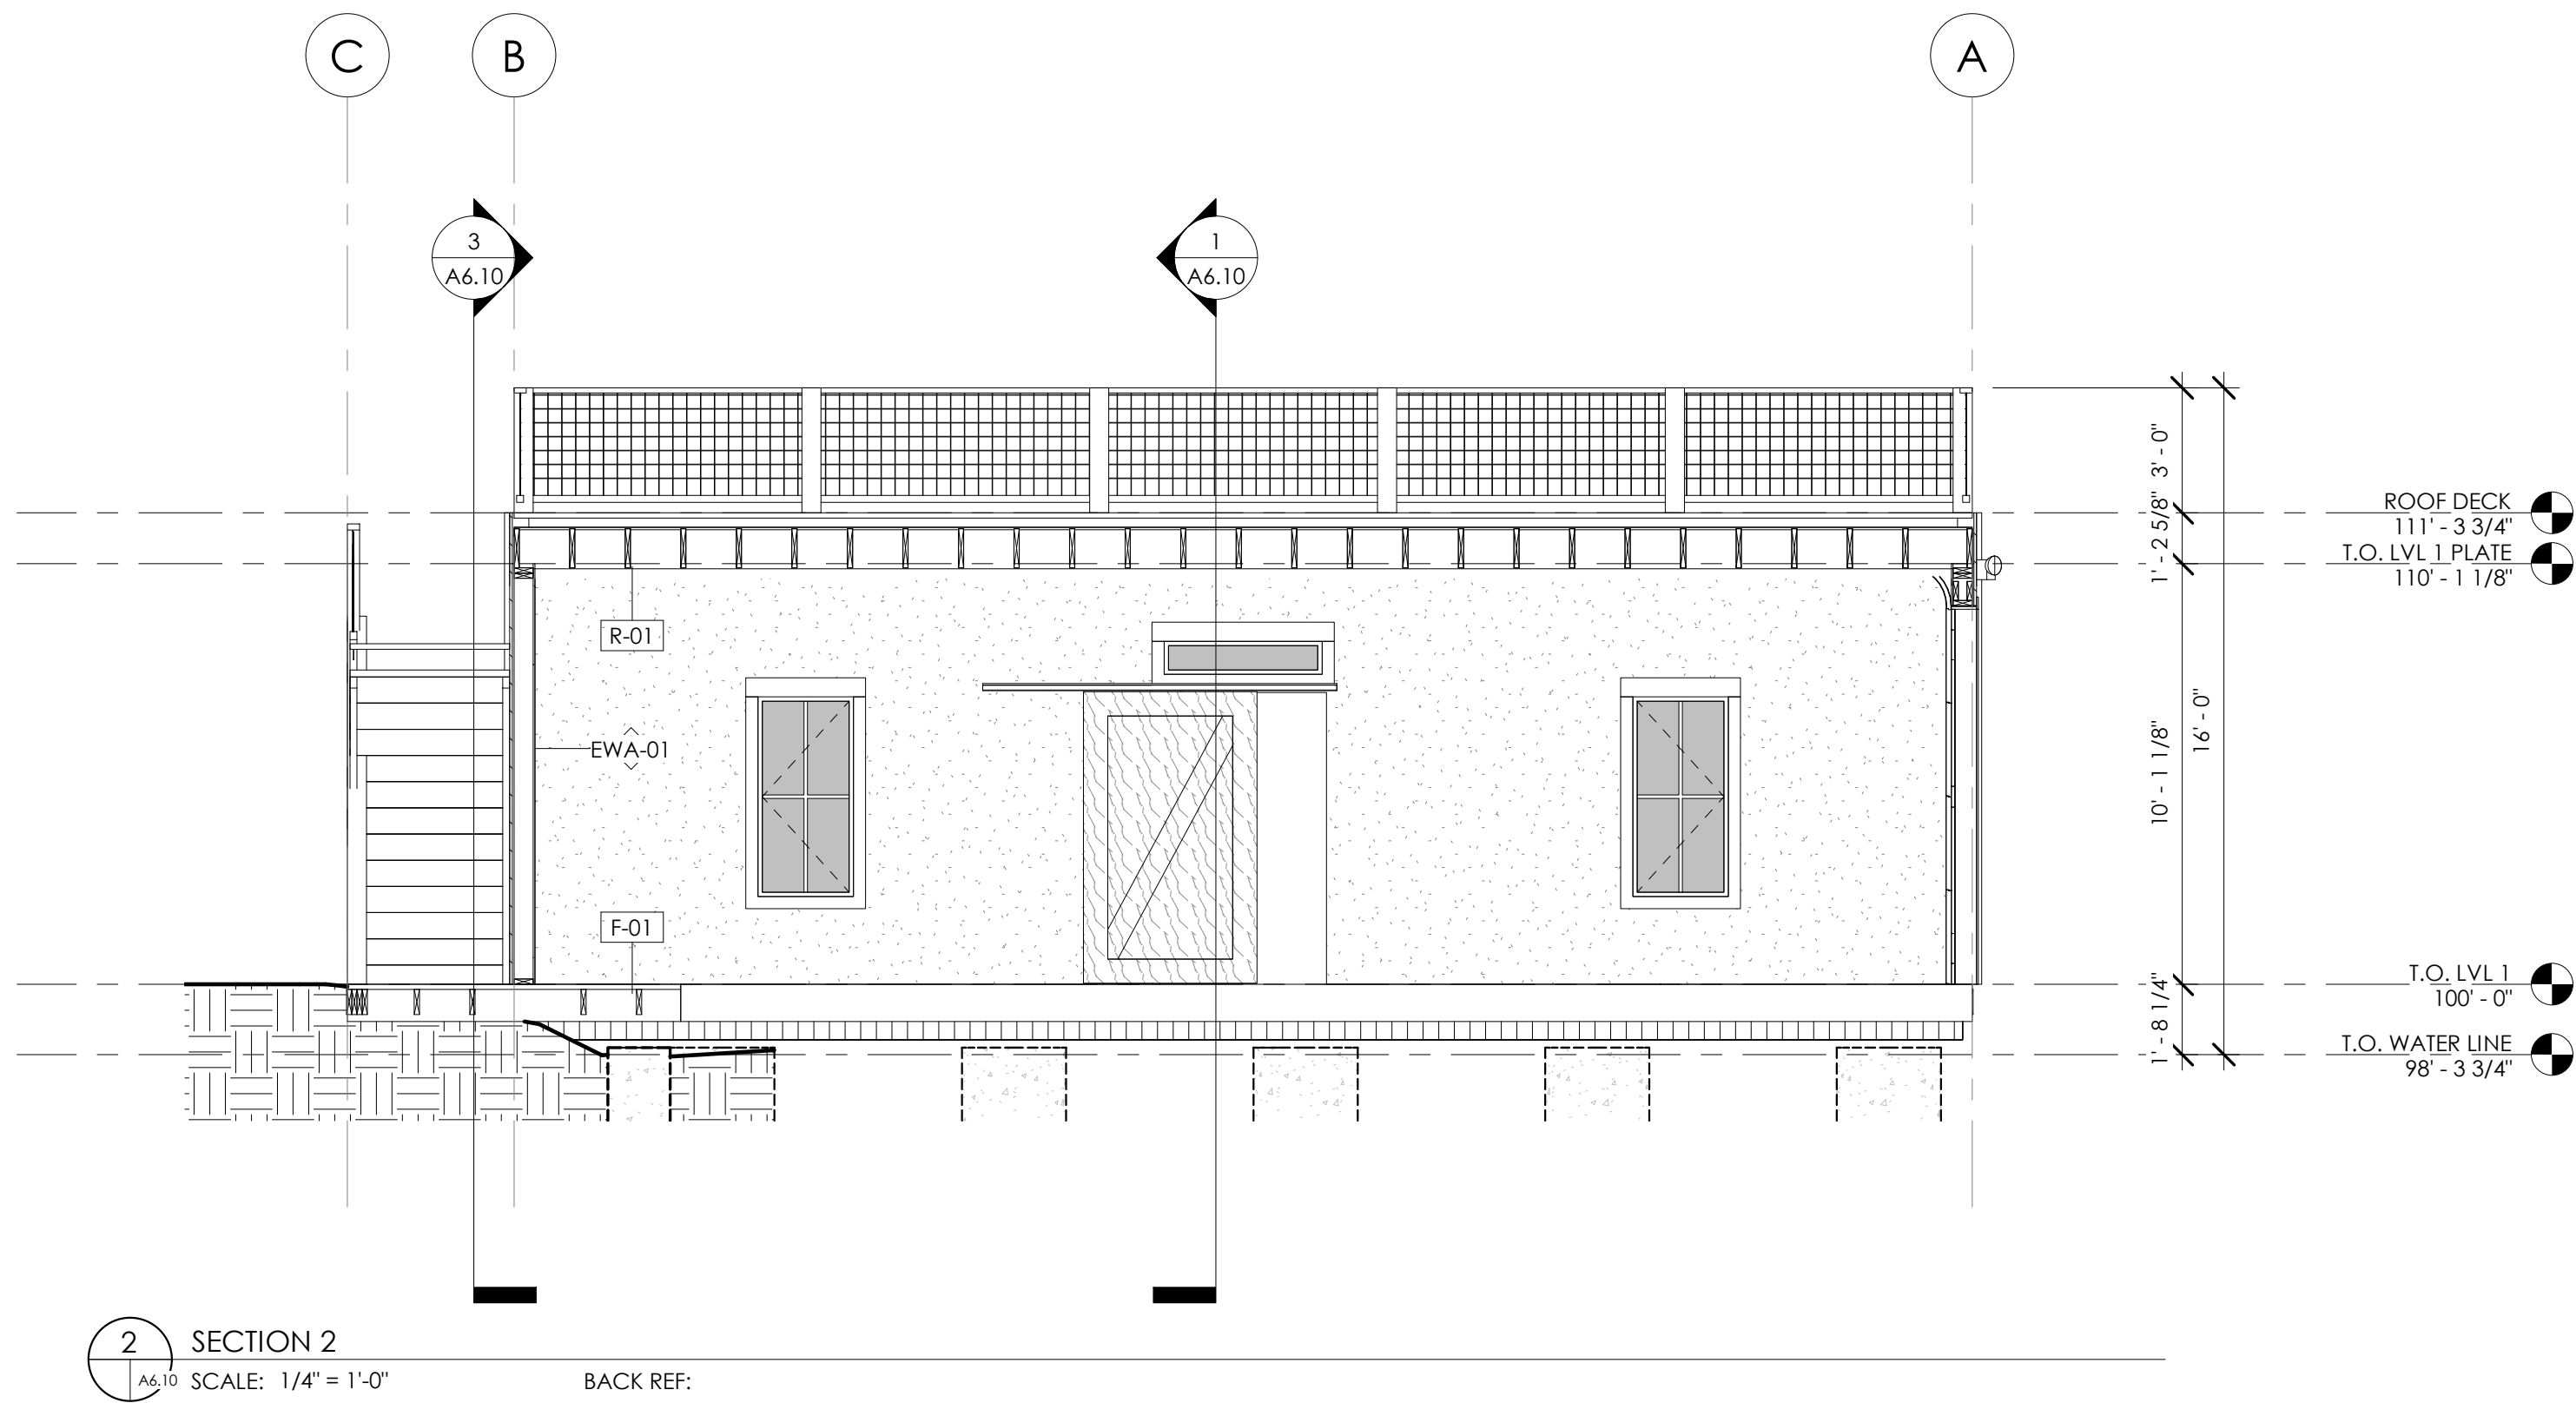 C
B
A
3
A6.10
1
A6.10
3' - 0"
1' - 2 5/8"
10' - 1 1/8"
1' - 8 1/4"
16' - 0"
ROOF DECK
111' - 3 3/4"
T.O. LVL 1 PLATE
110' - 1 1/8"
R-01
EWA-01
F-01
T.O. LVL 1
100' - 0"
T.O. WATER LINE
98' - 3 3/4"
2
A6.10
SECTION 2
SCALE: 1/4" = 1'-0"
BACK REF: